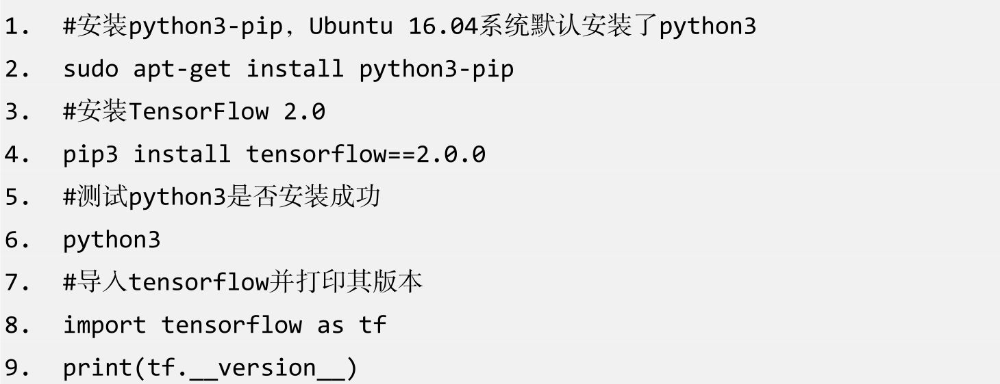 1. #安装python3-pip，Ubuntu 16.04系统默认安装了python3
2. sudo apt-get install python3-pip
3. #安装TensorFlow 2.0
4. pip3 install tensorflow==2.0.0
5. #测试python3是否安装成功
6. python3
7. #导入tensorflow并打印其版本
8. import tensorflow as tf
9. print(tf.__version__)